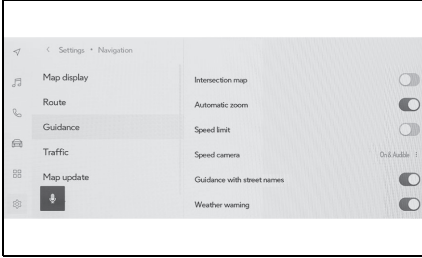 < Settings • Navigation
Map display
Route
Guidance
Traffic
Map update
Intersection map
Automatic zoom
Speed limit
Speed camera
On & Audible
Guidance with street names
Weather warning